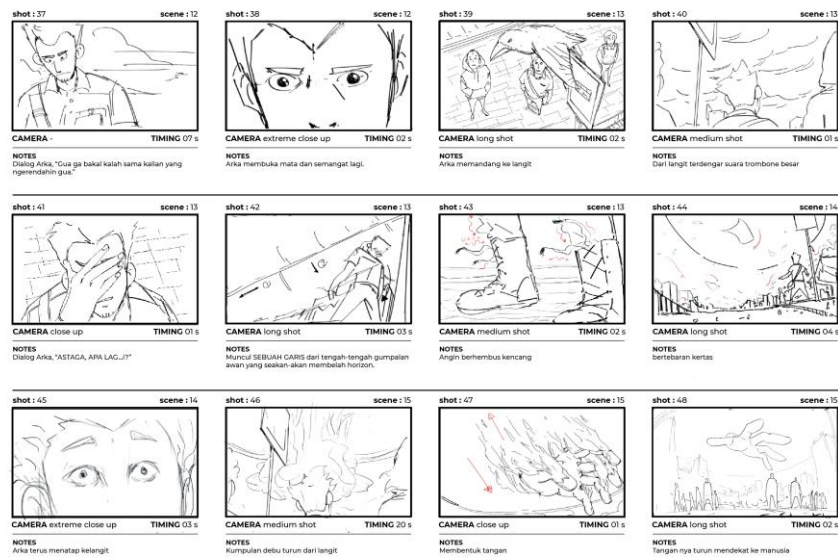 shot : 37 scene : 12
CAMERA - TIMING 07 s
NOTES
Dialog Arka, "Gua ga bakal kalah sama kalian yang
ngerendahin gua."
shot : 38 scene : 12
CAMERA extreme close up TIMING 02 s
NOTES
Arka membuka mata dan semangat lagi.
shot : 39 scene : 13
CAMERA long shot TIMING 02 s
NOTES
Arka memandang ke langit
shot : 40 scene : 13
CAMERA medium shot TIMING 01 s
NOTES
Dari langit terdengar suara trombone besar
shot : 41 scene : 13
CAMERA close up TIMING 01 s
NOTES
Dialog Arka, "ASTAGA, APA LAG...i?"
shot : 42 scene : 13
CAMERA long shot TIMING 03 s
NOTES
Muncul SEBUAH GARIS dari tengah-tengah gumpalan
awan yang seakan-akan membelah horizon.
shot : 43 scene : 13
CAMERA medium shot TIMING 02 s
NOTES
Angin berhembus kencang
shot : 44 scene : 14
CAMERA long shot TIMING 04 s
NOTES
bertebaran kertas
shot : 45 scene : 14
CAMERA extreme close up TIMING 03 s
NOTES
Arka terus menatap kelangit
shot : 46 scene : 15
CAMERA medium shot TIMING 20 s
NOTES
Kumpulan debu turun dari langit
shot : 47 scene : 15
CAMERA close up TIMING 01 s
NOTES
Membentuk tangan
shot : 48 scene : 15
CAMERA long shot TIMING 02 s
NOTES
Tangan nya turun mendekat ke manusia